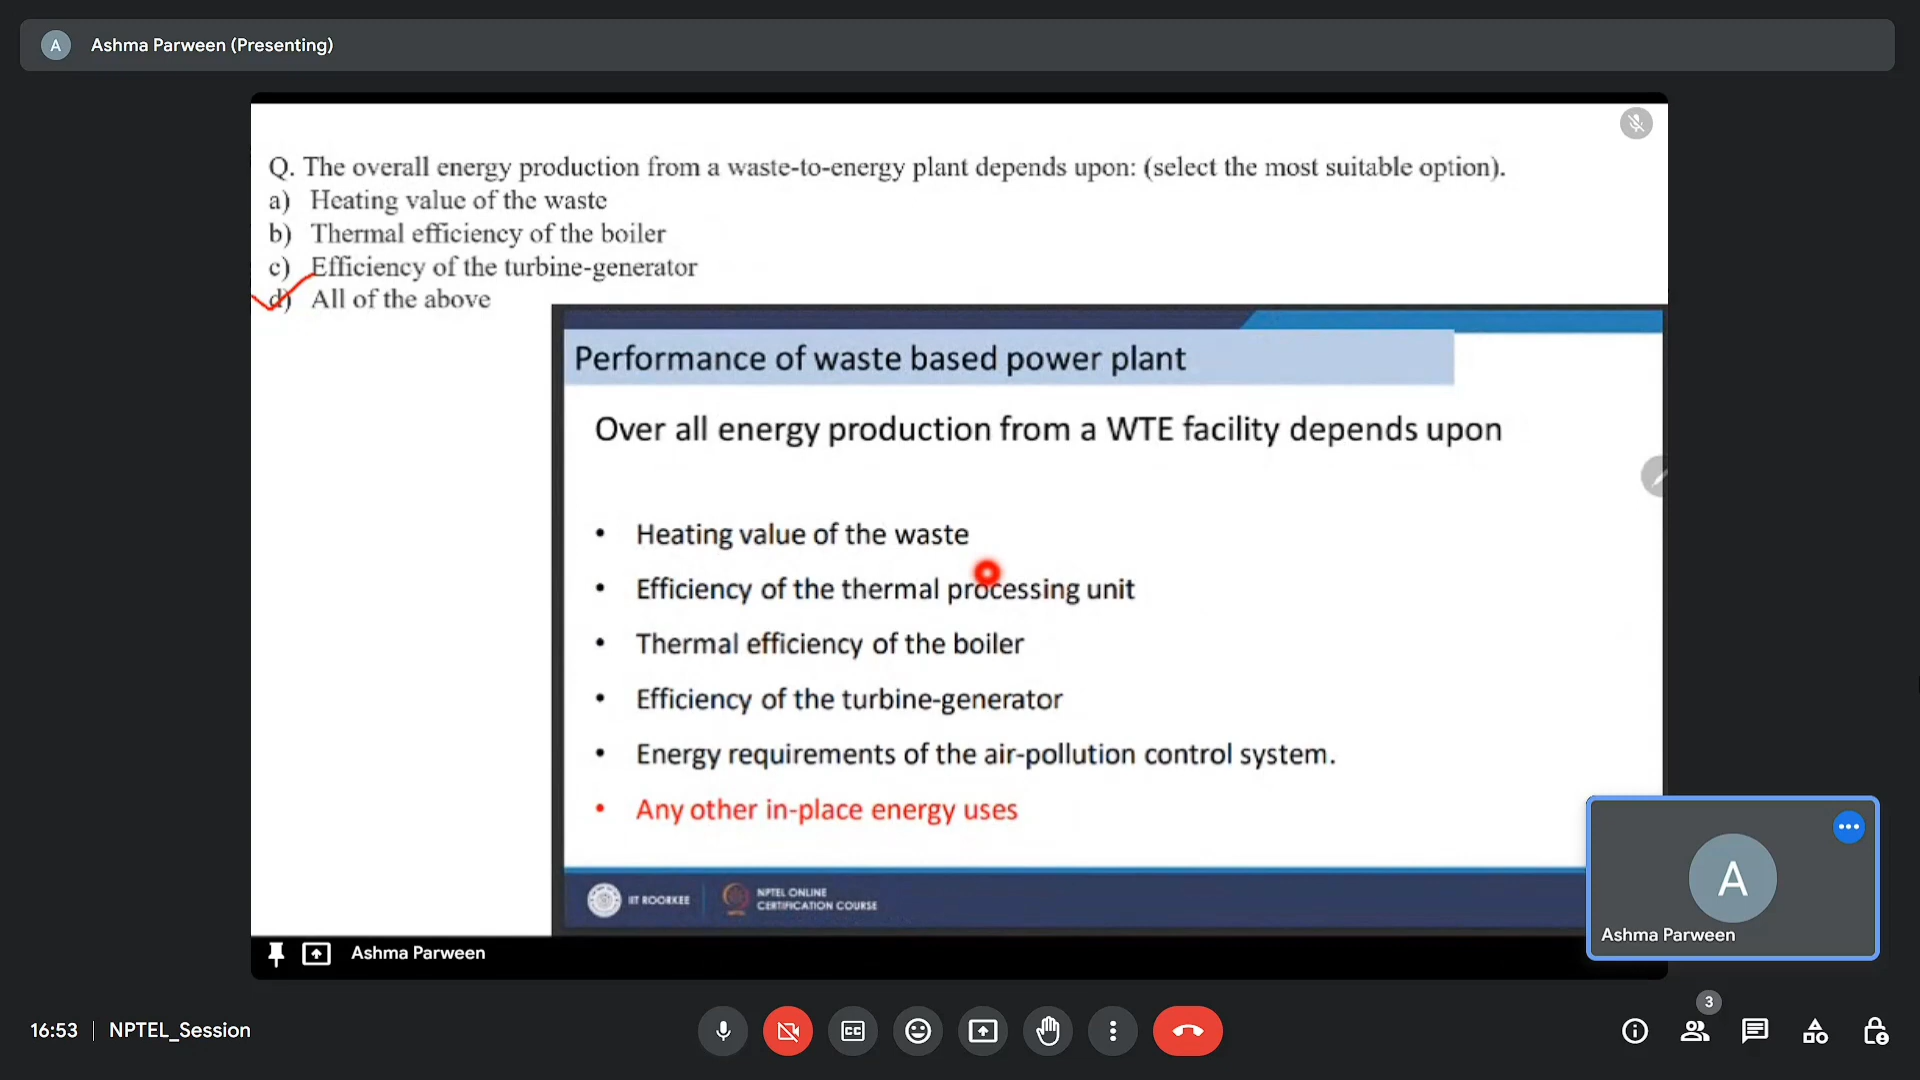 A Ashma Parween (Presenting)
Q. The overall energy production from a waste-to-energy plant depends upon: (select the most suitable option).
a) Heating value of the waste
b) Thermal efficiency of the boiler
c) Efficiency of the turbine-generator
d) All of the above
Performance of waste based power plant
Over all energy production from a WTE facility depends upon
• Heating value of the waste
• Efficiency of the thermal processing unit
• Thermal efficiency of the boiler
• Efficiency of the turbine-generator
• Energy requirements of the air-pollution control system.
• Any other in-place energy uses
IIT ROORKEE
NPTEL ONLINE
CERTIFICATION COURSE
A
Ashma Parween
Ashma Parween
16:53 | NPTEL_Session
CC
3